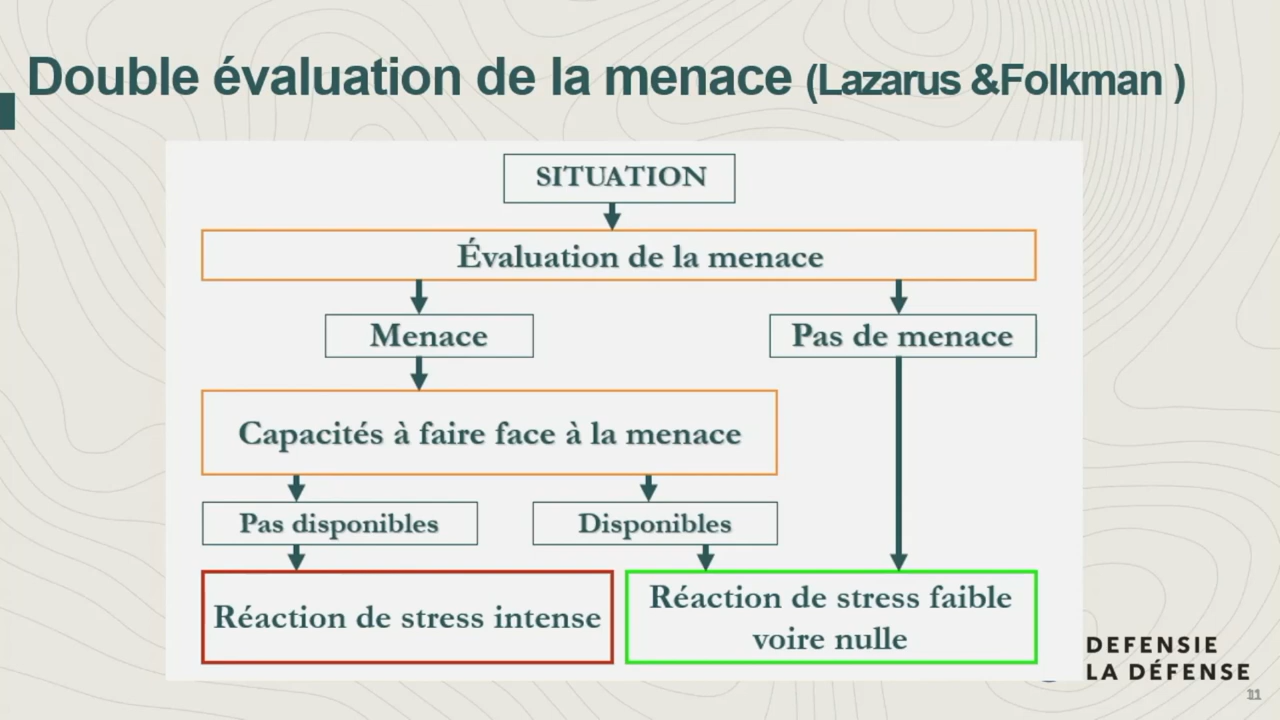 Double évaluation de la menace (Lazarus &Folkman )
SITUATION
Évaluation de la menace
Menace
Pas de menace
Capacités à faire face à la menace
Pas disponibles
Disponibles
Réaction de stress intense
Réaction de stress faible
voire nulle
DEFENSIE
LA DÉFENSE
11